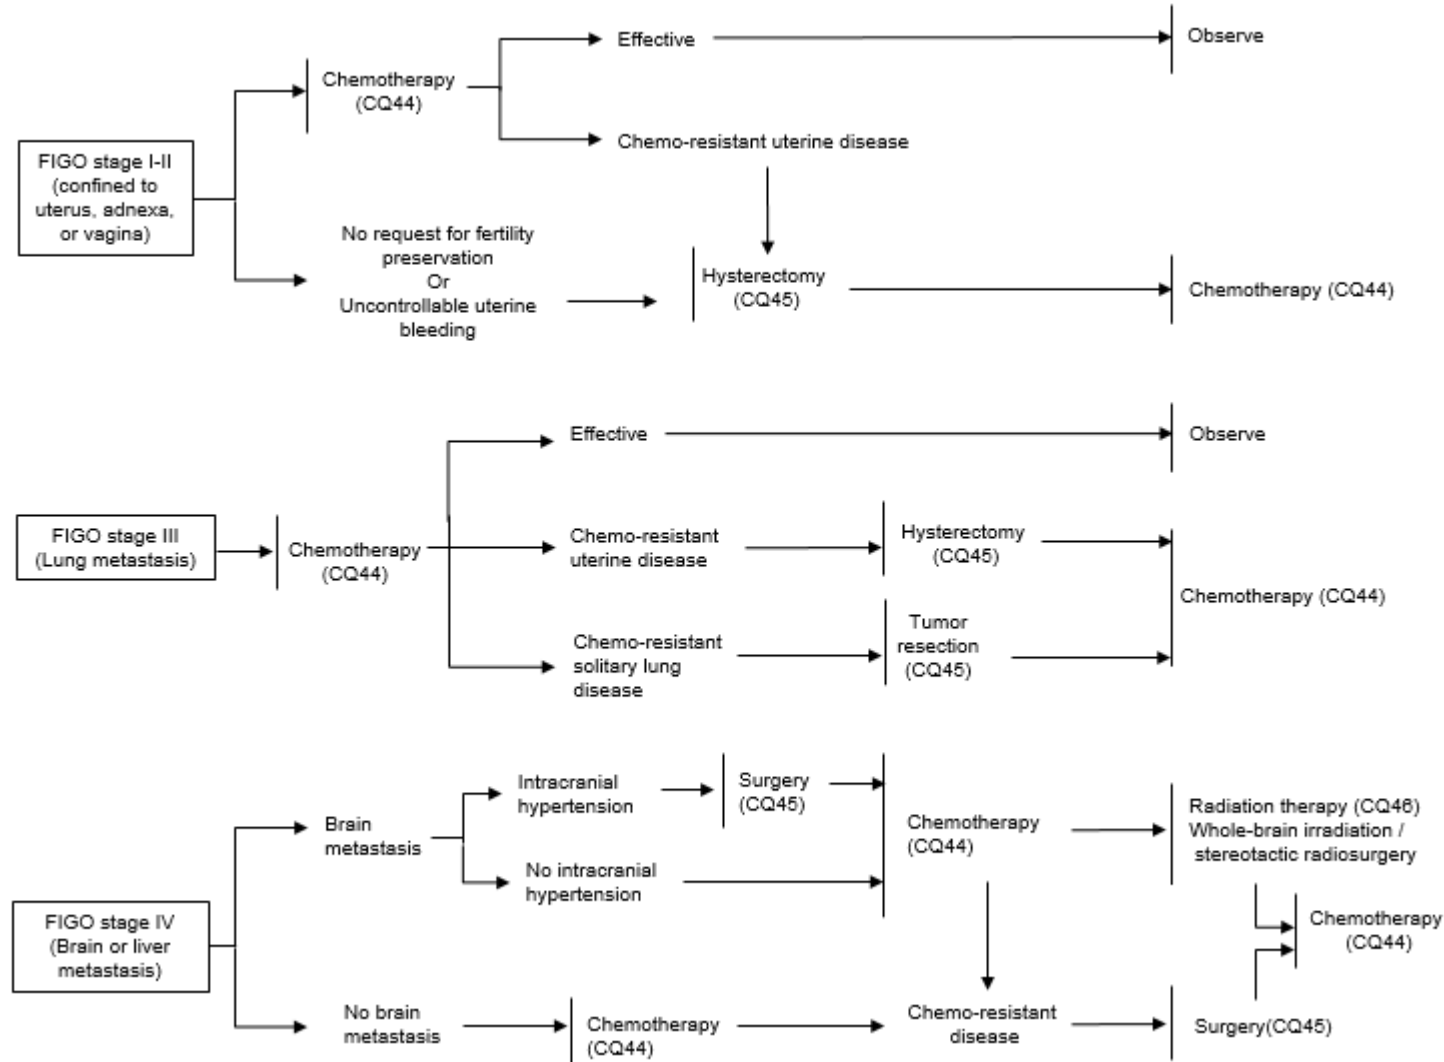 Effective
Observe
Chemotherapy
(CQ44)
Chemo-resistant uterine disease
FIGO stage I-II
(confined to
uterus, adnexa,
or vagina)
No request for fertility
preservation
Or
Uncontrollable uterine
bleeding
Hysterectomy
(CQ45)
Chemotherapy (CQ44)
Effective
Observe
FIGO stage III
(Lung metastasis)
Chemotherapy
(CQ44)
Chemo-resistant
uterine disease
Hysterectomy
(CQ45)
Chemotherapy (CQ44)
Chemo-resistant
solitary lung
disease
Tumor
resection
(CQ45)
Intracranial
hypertension
Surgery
(CQ45)
Brain
metastasis
No intracranial
hypertension
Chemotherapy
(CQ44)
Radiation therapy (CQ46)
Whole-brain irradiation /
stereotactic radiosurgery
FIGO stage IV
(Brain or liver
metastasis)
Chemotherapy
(CQ44)
No brain
metastasis
Chemotherapy
(CQ44)
Chemo-resistant
disease
Surgery(CQ45)